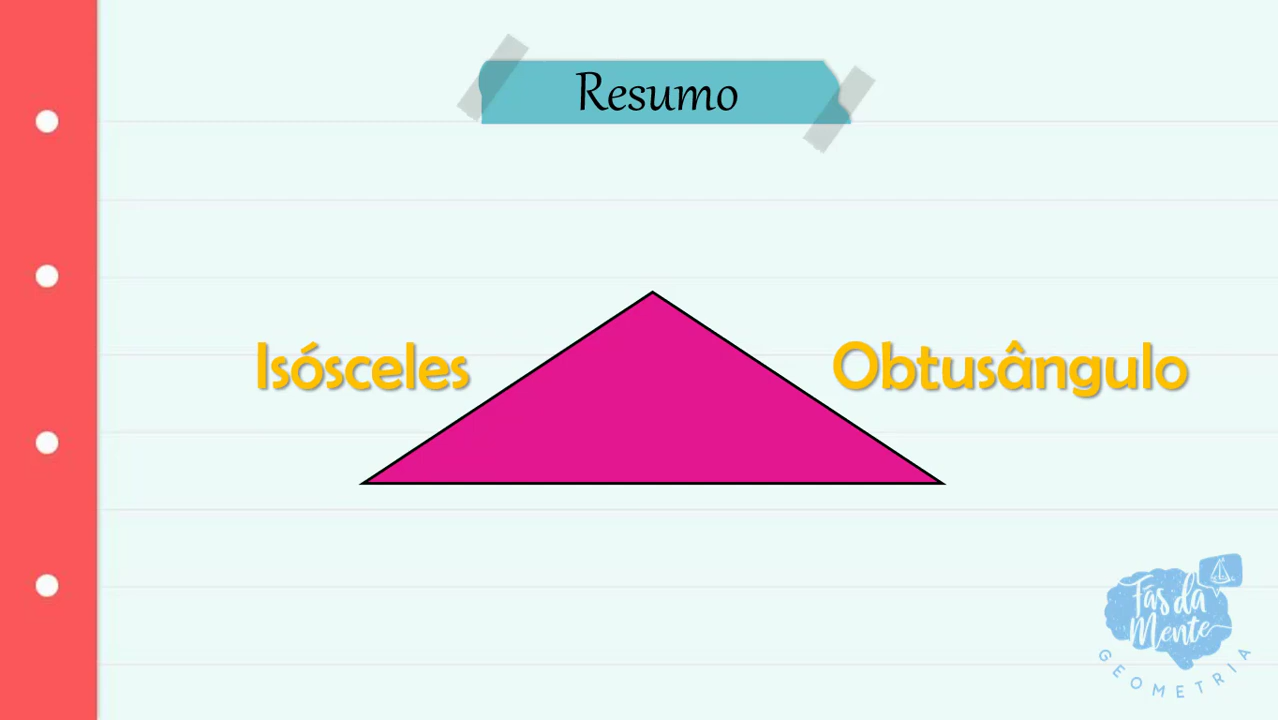 Resumo
Isósceles
Obtusângulo
Fãs da
Mente
GEOMETRIA